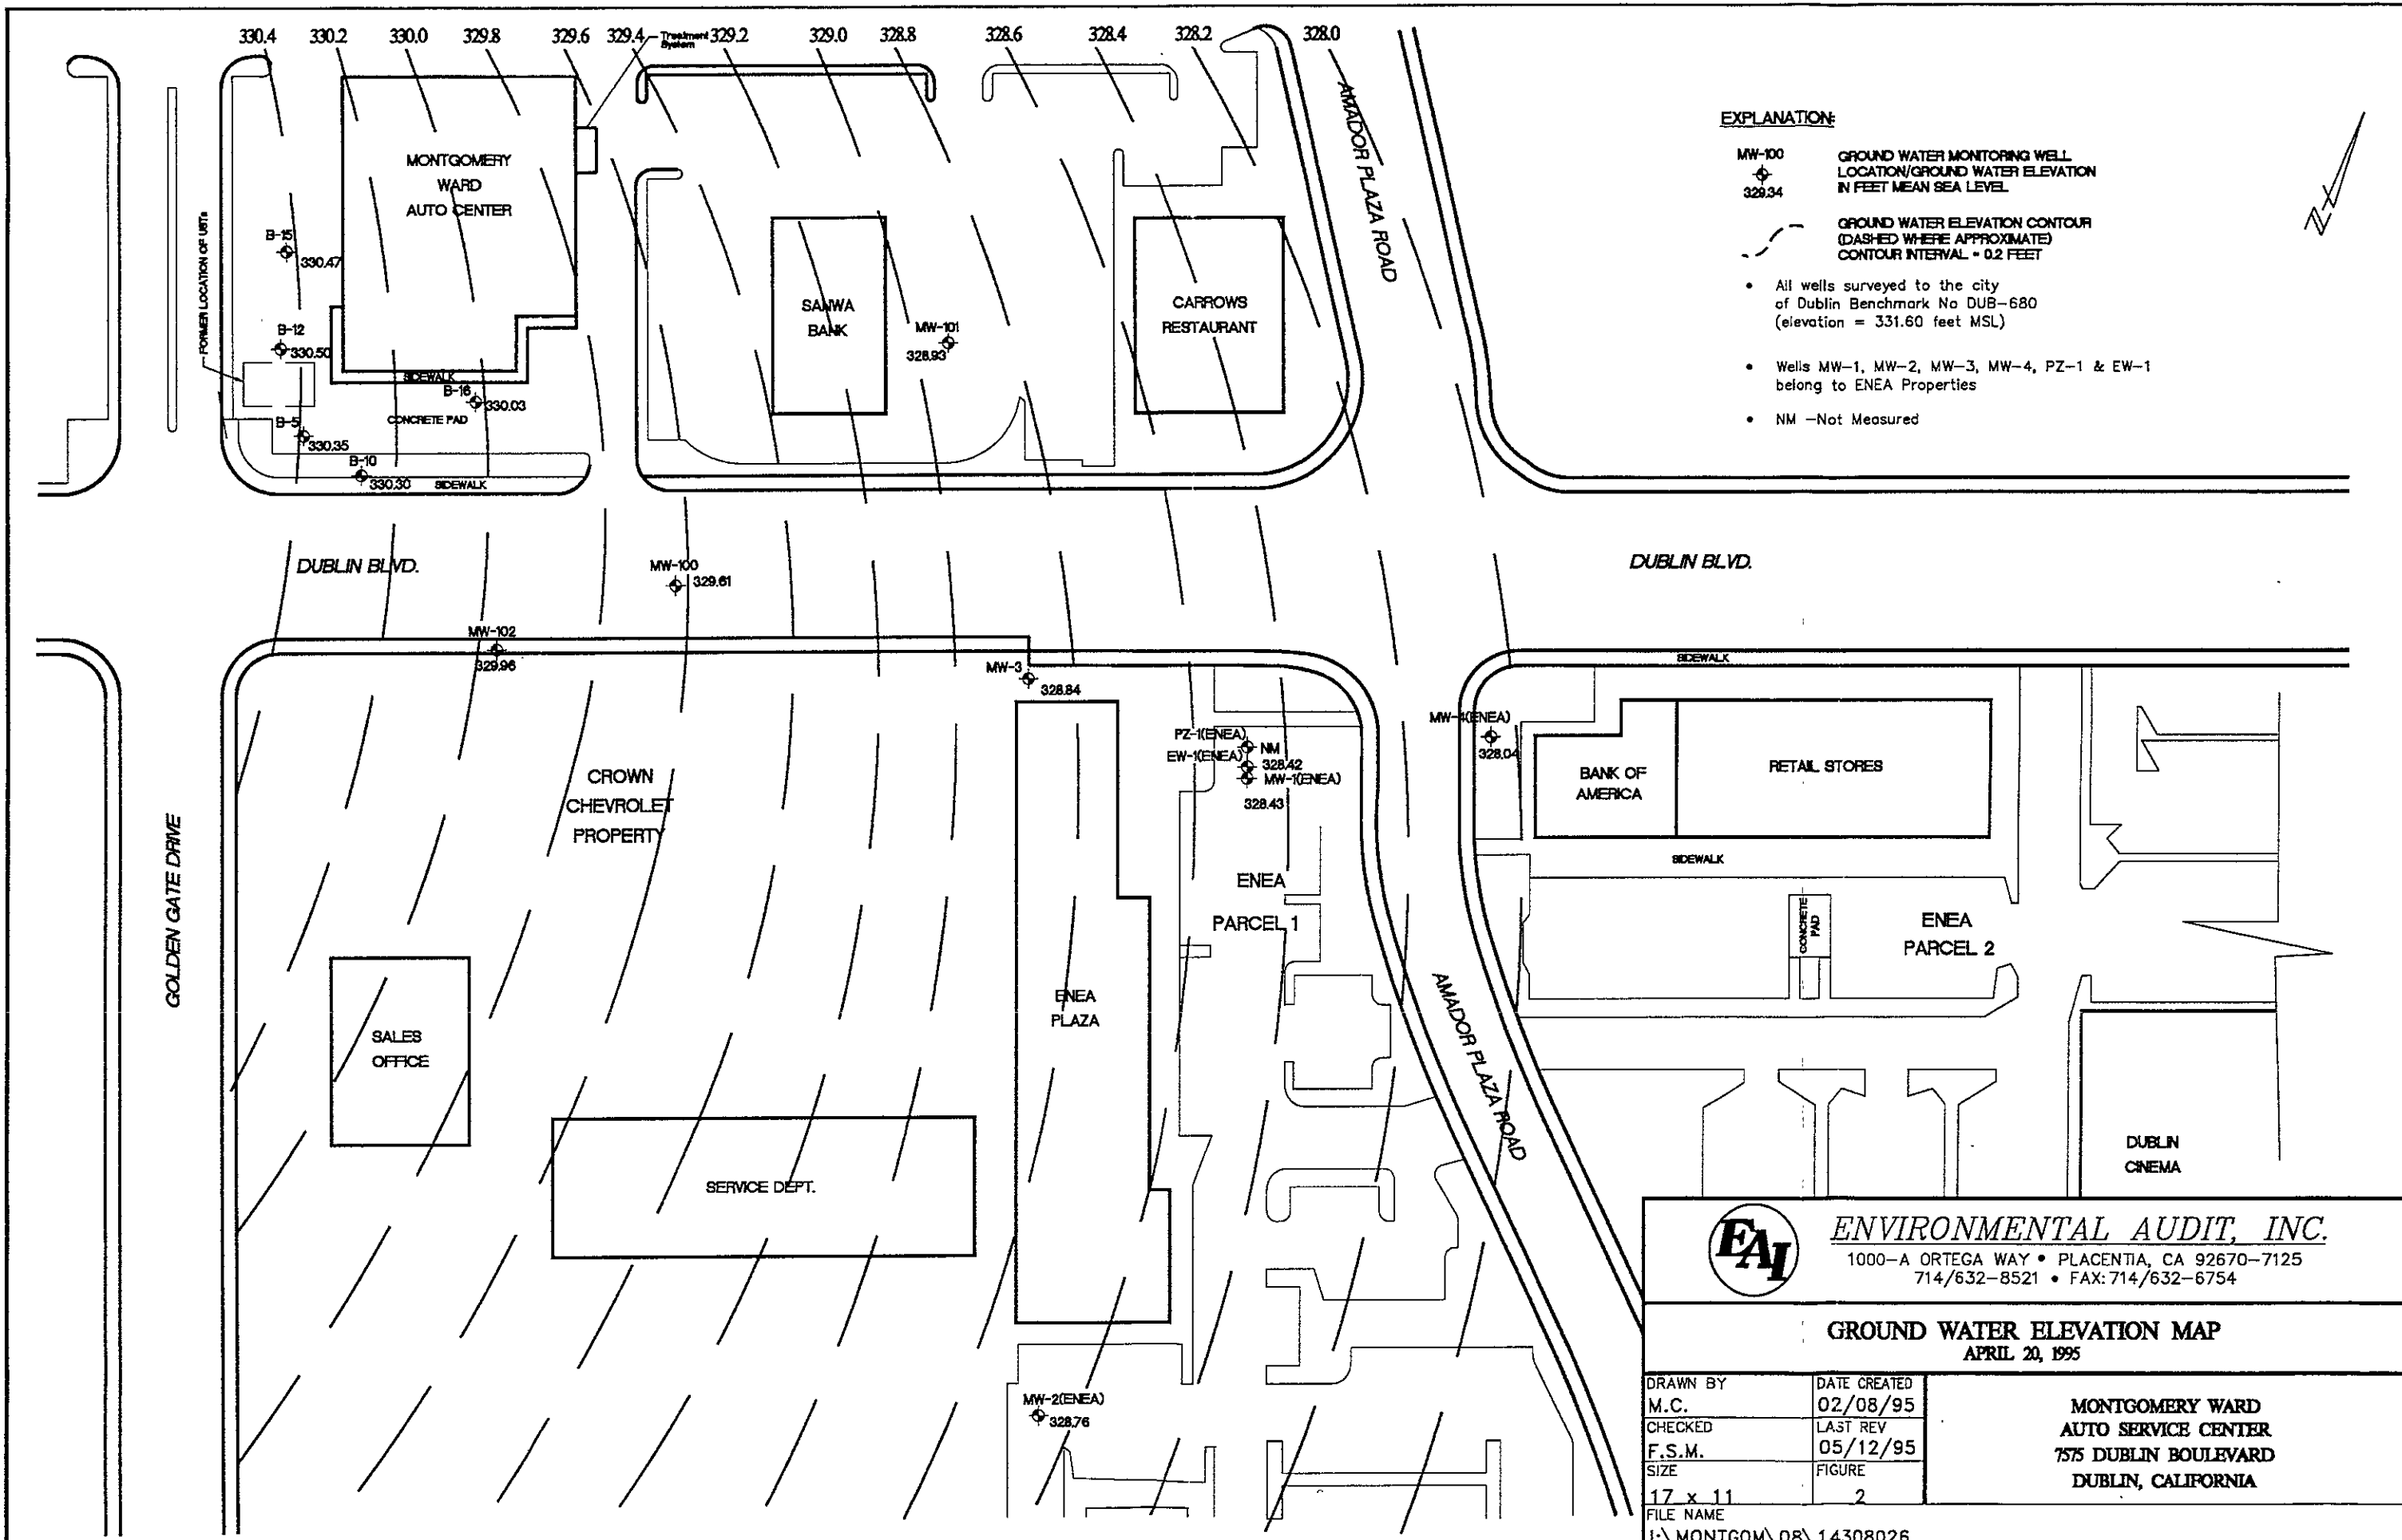 330.4 330.2 330.0 329.8 329.6 329.4 Treatment System 329.2 329.0 328.8 328.6 328.4 328.2 328.0
MONTGOMERY
WARD
AUTO CENTER
FORMER LOCATION OF USTs
B-15
330.47
B-12
330.50
SIDEWALK
B-16
330.03
CONCRETE PAD
B-5
330.35
B-10
330.30
SIDEWALK
SANWA
BANK
MW-101
328.93
CARROWS
RESTAURANT
AMADOR PLAZA ROAD
EXPLANATION:
MW-100
329.34
GROUND WATER MONITORING WELL
LOCATION/GROUND WATER ELEVATION
IN FEET MEAN SEA LEVEL
GROUND WATER ELEVATION CONTOUR
(DASHED WHERE APPROXIMATE)
CONTOUR INTERVAL = 0.2 FEET
• All wells surveyed to the city
of Dublin Benchmark No DUB-680
(elevation = 331.60 feet MSL)
• Wells MW-1, MW-2, MW-3, MW-4, PZ-1 & EW-1
belong to ENEA Properties
• NM -Not Measured
N
DUBLIN BLVD.
MW-100
329.61
DUBLIN BLVD.
MW-102
329.96
MW-3
328.84
SIDEWALK
PZ-1(ENEA)
NM
EW-1(ENEA)
328.42
MW-1(ENEA)
328.43
MW-4(ENEA)
328.04
BANK OF
AMERICA
RETAIL STORES
SIDEWALK
CROWN
CHEVROLET
PROPERTY
GOLDEN GATE DRIVE
ENEA
PARCEL 1
CONCRETE
PAD
ENEA
PARCEL 2
SALES
OFFICE
ENEA
PLAZA
AMADOR PLAZA ROAD
SERVICE DEPT.
DUBLIN
CINEMA
MW-2(ENEA)
328.76
EAI
ENVIRONMENTAL AUDIT, INC.
1000-A ORTEGA WAY • PLACENTIA, CA 92670-7125
714/632-8521 • FAX: 714/632-6754
GROUND WATER ELEVATION MAP
APRIL 20, 1995
DRAWN BY
M.C.
DATE CREATED
02/08/95
CHECKED
F.S.M.
LAST REV
05/12/95
SIZE
17 x 11
FIGURE
2
MONTGOMERY WARD
AUTO SERVICE CENTER
7575 DUBLIN BOULEVARD
DUBLIN, CALIFORNIA
FILE NAME
I:\MONTGOM\08\14308026